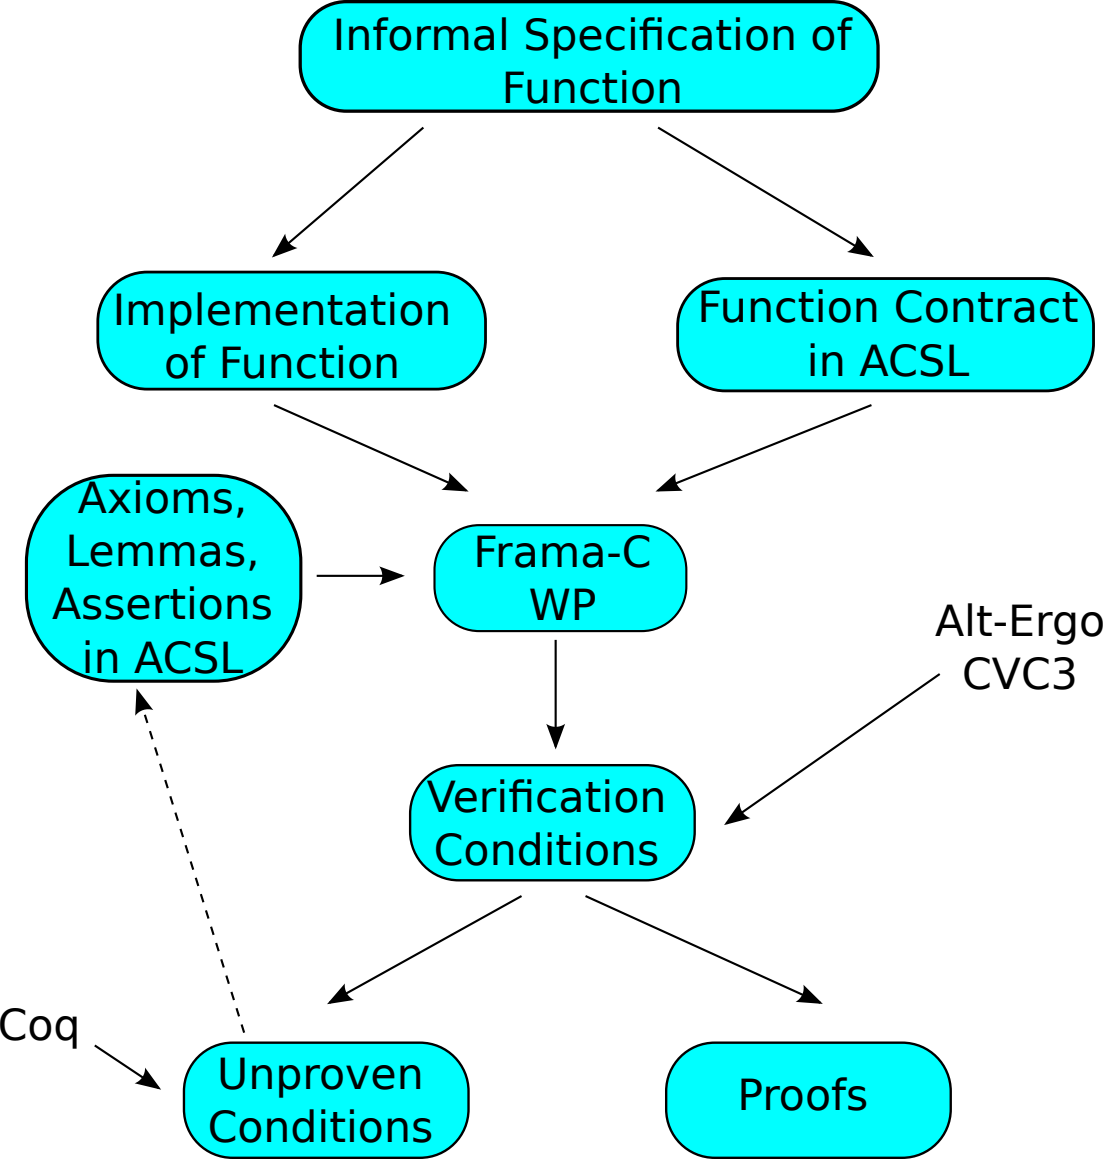 Informal Specification of
Function
Implementation
of Function
Function Contract
in ACSL
Axioms,
Lemmas,
Assertions
in ACSL
Frama-C
WP
Alt-Ergo
CVC3
Verification
Conditions
Coq
Unproven
Conditions
Proofs